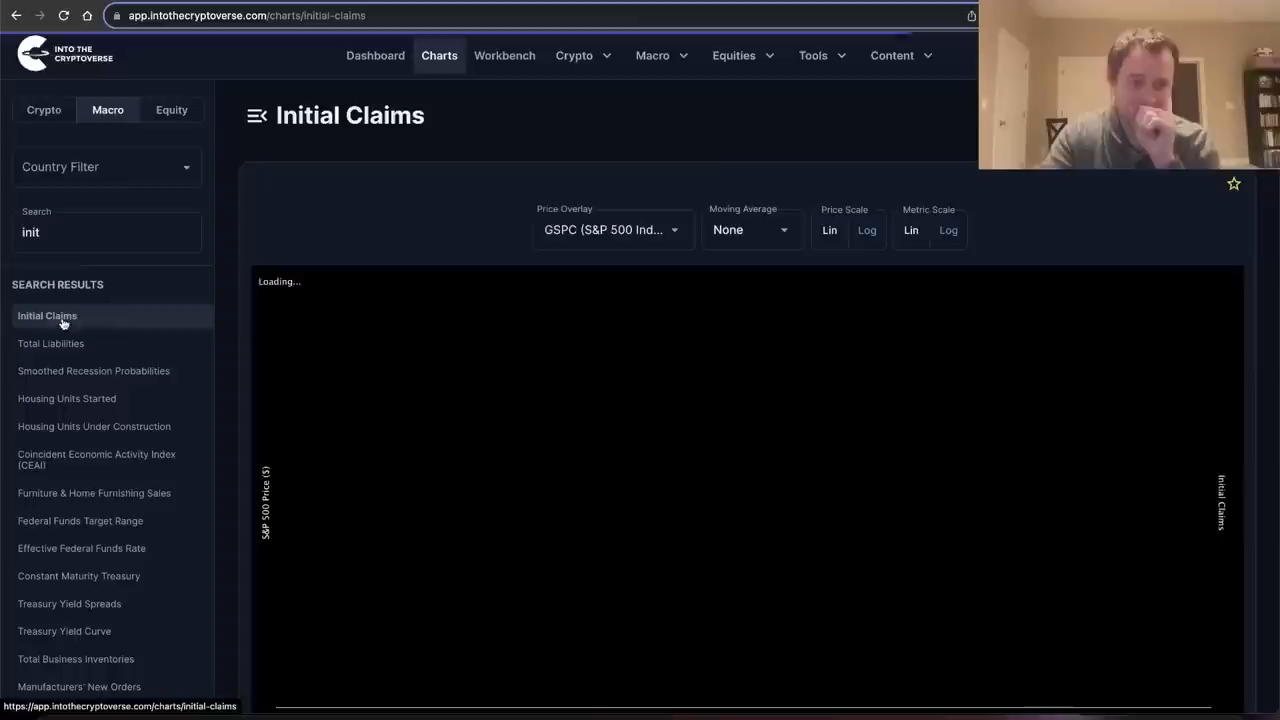 app.intothecryptoverse.com/charts/initial-claims
INTO THE
CRYPTOVERSE
Dashboard
Charts
Workbench
Crypto
Macro
Equities
Tools
Content
Crypto
Macro
Equity
Initial Claims
Country Filter
Search
init
Price Overlay
GSPC (S&P 500 Ind...
Moving Average
None
Price Scale
Lin
Log
Metric Scale
Lin
Log
SEARCH RESULTS
Initial Claims
Total Liabilities
Smoothed Recession Probabilities
Housing Units Started
Housing Units Under Construction
Coincident Economic Activity Index
(CEAI)
Furniture & Home Furnishing Sales
Federal Funds Target Range
Effective Federal Funds Rate
Constant Maturity Treasury
Treasury Yield Spreads
Treasury Yield Curve
Total Business Inventories
Manufacturers' New Orders
https://app.intothecryptoverse.com/charts/initial-claims
Loading...
S&P 500 Price ($)
Initial Claims